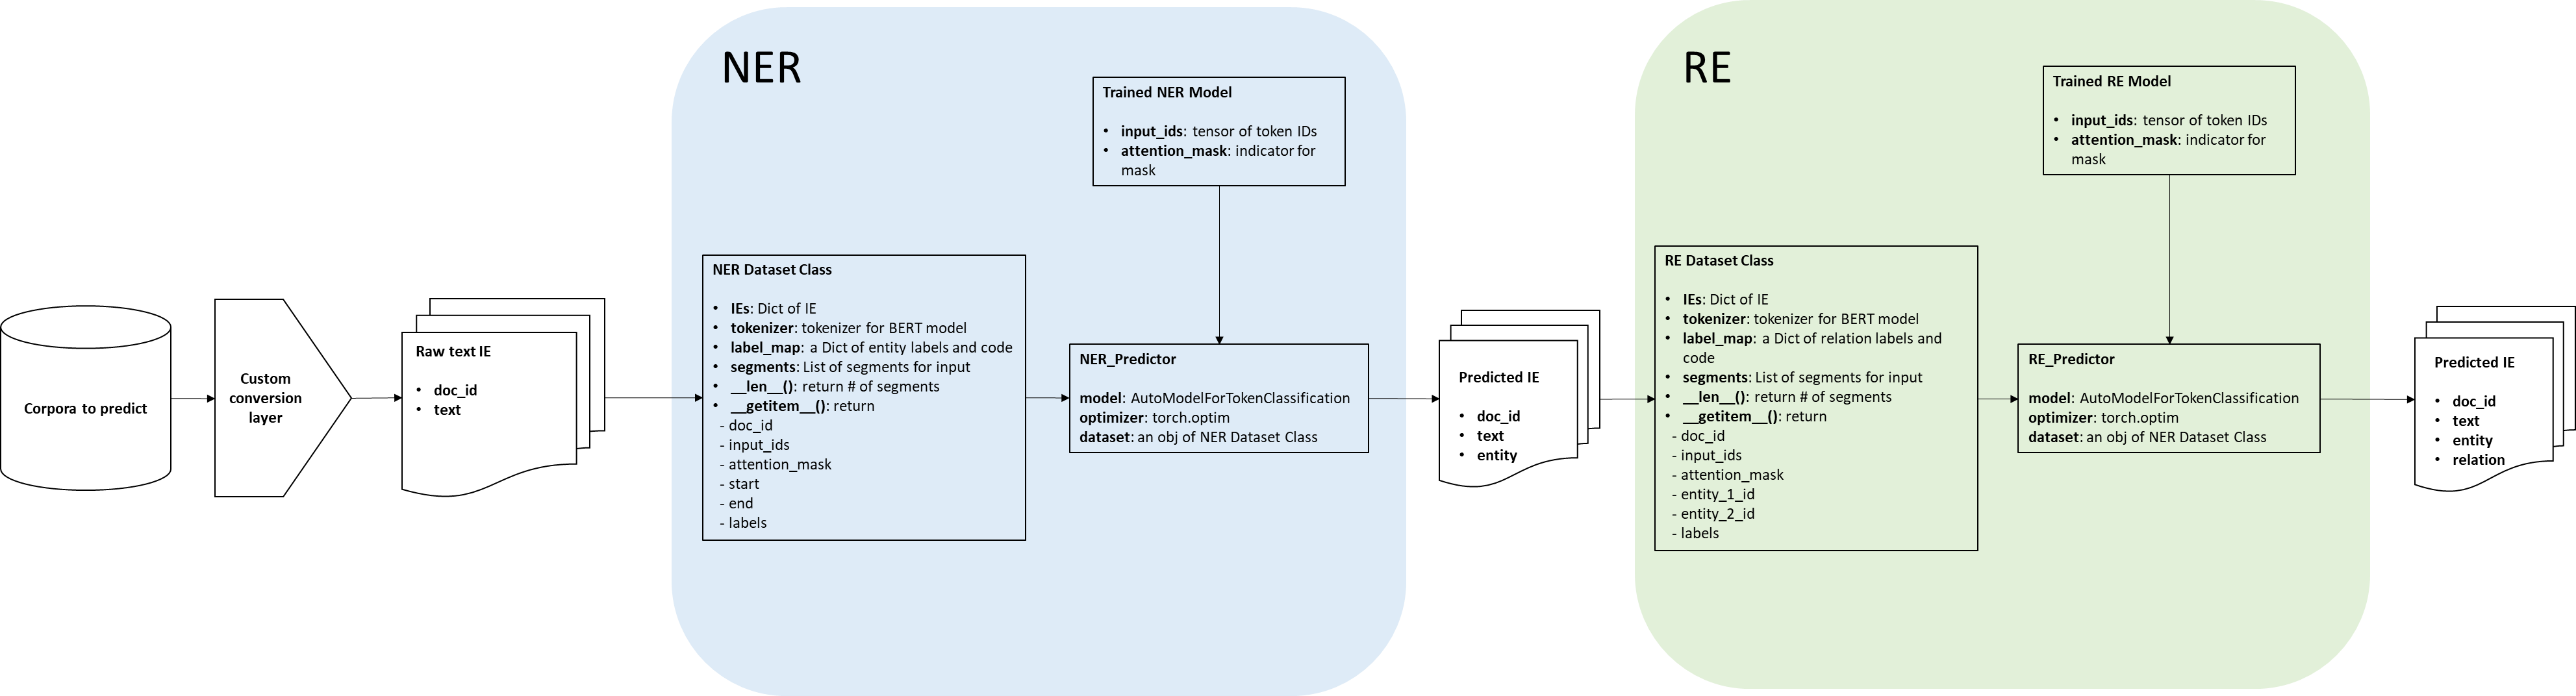 Corpora to predict
Custom
conversion
layer
Raw text IE
• doc_id
• text
NER
Trained NER Model
• input_ids: tensor of token IDs
• attention_mask: indicator for
mask
NER Dataset Class
• IEs: Dict of IE
• tokenizer: tokenizer for BERT model
• label_map: a Dict of entity labels and code
• segments: List of segments for input
• __len__(): return # of segments
• __getitem__(): return
- doc_id
- input_ids
- attention_mask
- start
- end
- labels
NER_Predictor
model: AutoModelForTokenClassification
optimizer: torch.optim
dataset: an obj of NER Dataset Class
Predicted IE
• doc_id
• text
• entity
RE
Trained RE Model
• input_ids: tensor of token IDs
• attention_mask: indicator for
mask
RE Dataset Class
• IEs: Dict of IE
• tokenizer: tokenizer for BERT model
• label_map: a Dict of relation labels and
code
• segments: List of segments for input
• __len__(): return # of segments
• __getitem__(): return
- doc_id
- input_ids
- attention_mask
- entity_1_id
- entity_2_id
- labels
RE_Predictor
model: AutoModelForTokenClassification
optimizer: torch.optim
dataset: an obj of NER Dataset Class
Predicted IE
• doc_id
• text
• entity
• relation